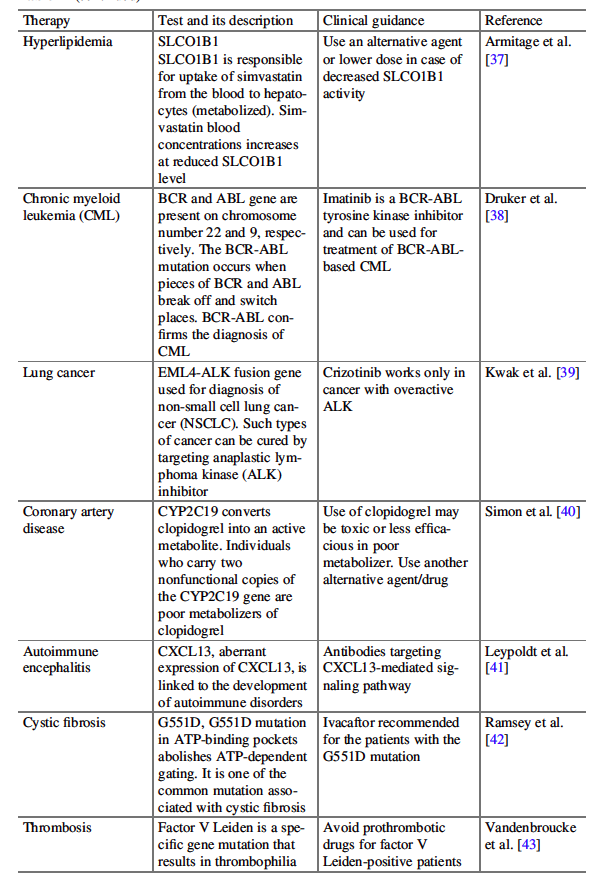 Therapy
Test and its description
Clinical guidance
Reference
Hyperlipidemia
SLCO1B1
SLCO1B1 is responsible
for uptake of simvastatin
from the blood to hepato-
cytes (metabolized). Sim-
vastatin blood
concentrations increases
at reduced SLCO1B1
level
Use an alternative agent
or lower dose in case of
decreased SLCO1B1
activity
Armitage et al.
[37]
Chronic myeloid
leukemia (CML)
BCR and ABL gene are
present on chromosome
number 22 and 9, respec-
tively. The BCR-ABL
mutation occurs when
pieces of BCR and ABL
break off and switch
places. BCR-ABL con-
firms the diagnosis of
CML
Imatinib is a BCR-ABL
tyrosine kinase inhibitor
and can be used for
treatment of BCR-ABL-
based CML
Druker et al.
[38]
Lung cancer
EML4-ALK fusion gene
used for diagnosis of
non-small cell lung can-
cer (NSCLC). Such types
of cancer can be cured by
targeting anaplastic lym-
phoma kinase (ALK)
inhibitor
Crizotinib works only in
cancer with overactive
ALK
Kwak et al. [39]
Coronary artery
disease
CYP2C19 converts
clopidogrel into an active
metabolite. Individuals
who carry two
nonfunctional copies of
the CYP2C19 gene are
poor metabolizers of
clopidogrel
Use of clopidogrel may
be toxic or less effica-
cious in poor
metabolizer. Use another
alternative agent/drug
Simon et al. [40]
Autoimmune
encephalitis
CXCL13, aberrant
expression of CXCL13, is
linked to the development
of autoimmune disorders
Antibodies targeting
CXCL13-mediated sig-
naling pathway
Leypoldt et al.
[41]
Cystic fibrosis
G551D, G551D mutation
in ATP-binding pockets
abolishes ATP-dependent
gating. It is one of the
common mutation asso-
ciated with cystic fibrosis
Ivacaftor recommended
for the patients with the
G551D mutation
Ramsey et al.
[42]
Thrombosis
Factor V Leiden is a spe-
cific gene mutation that
results in thrombophilia
Avoid prothrombotic
drugs for factor V
Leiden-positive patients
Vandenbroucke
et al. [43]